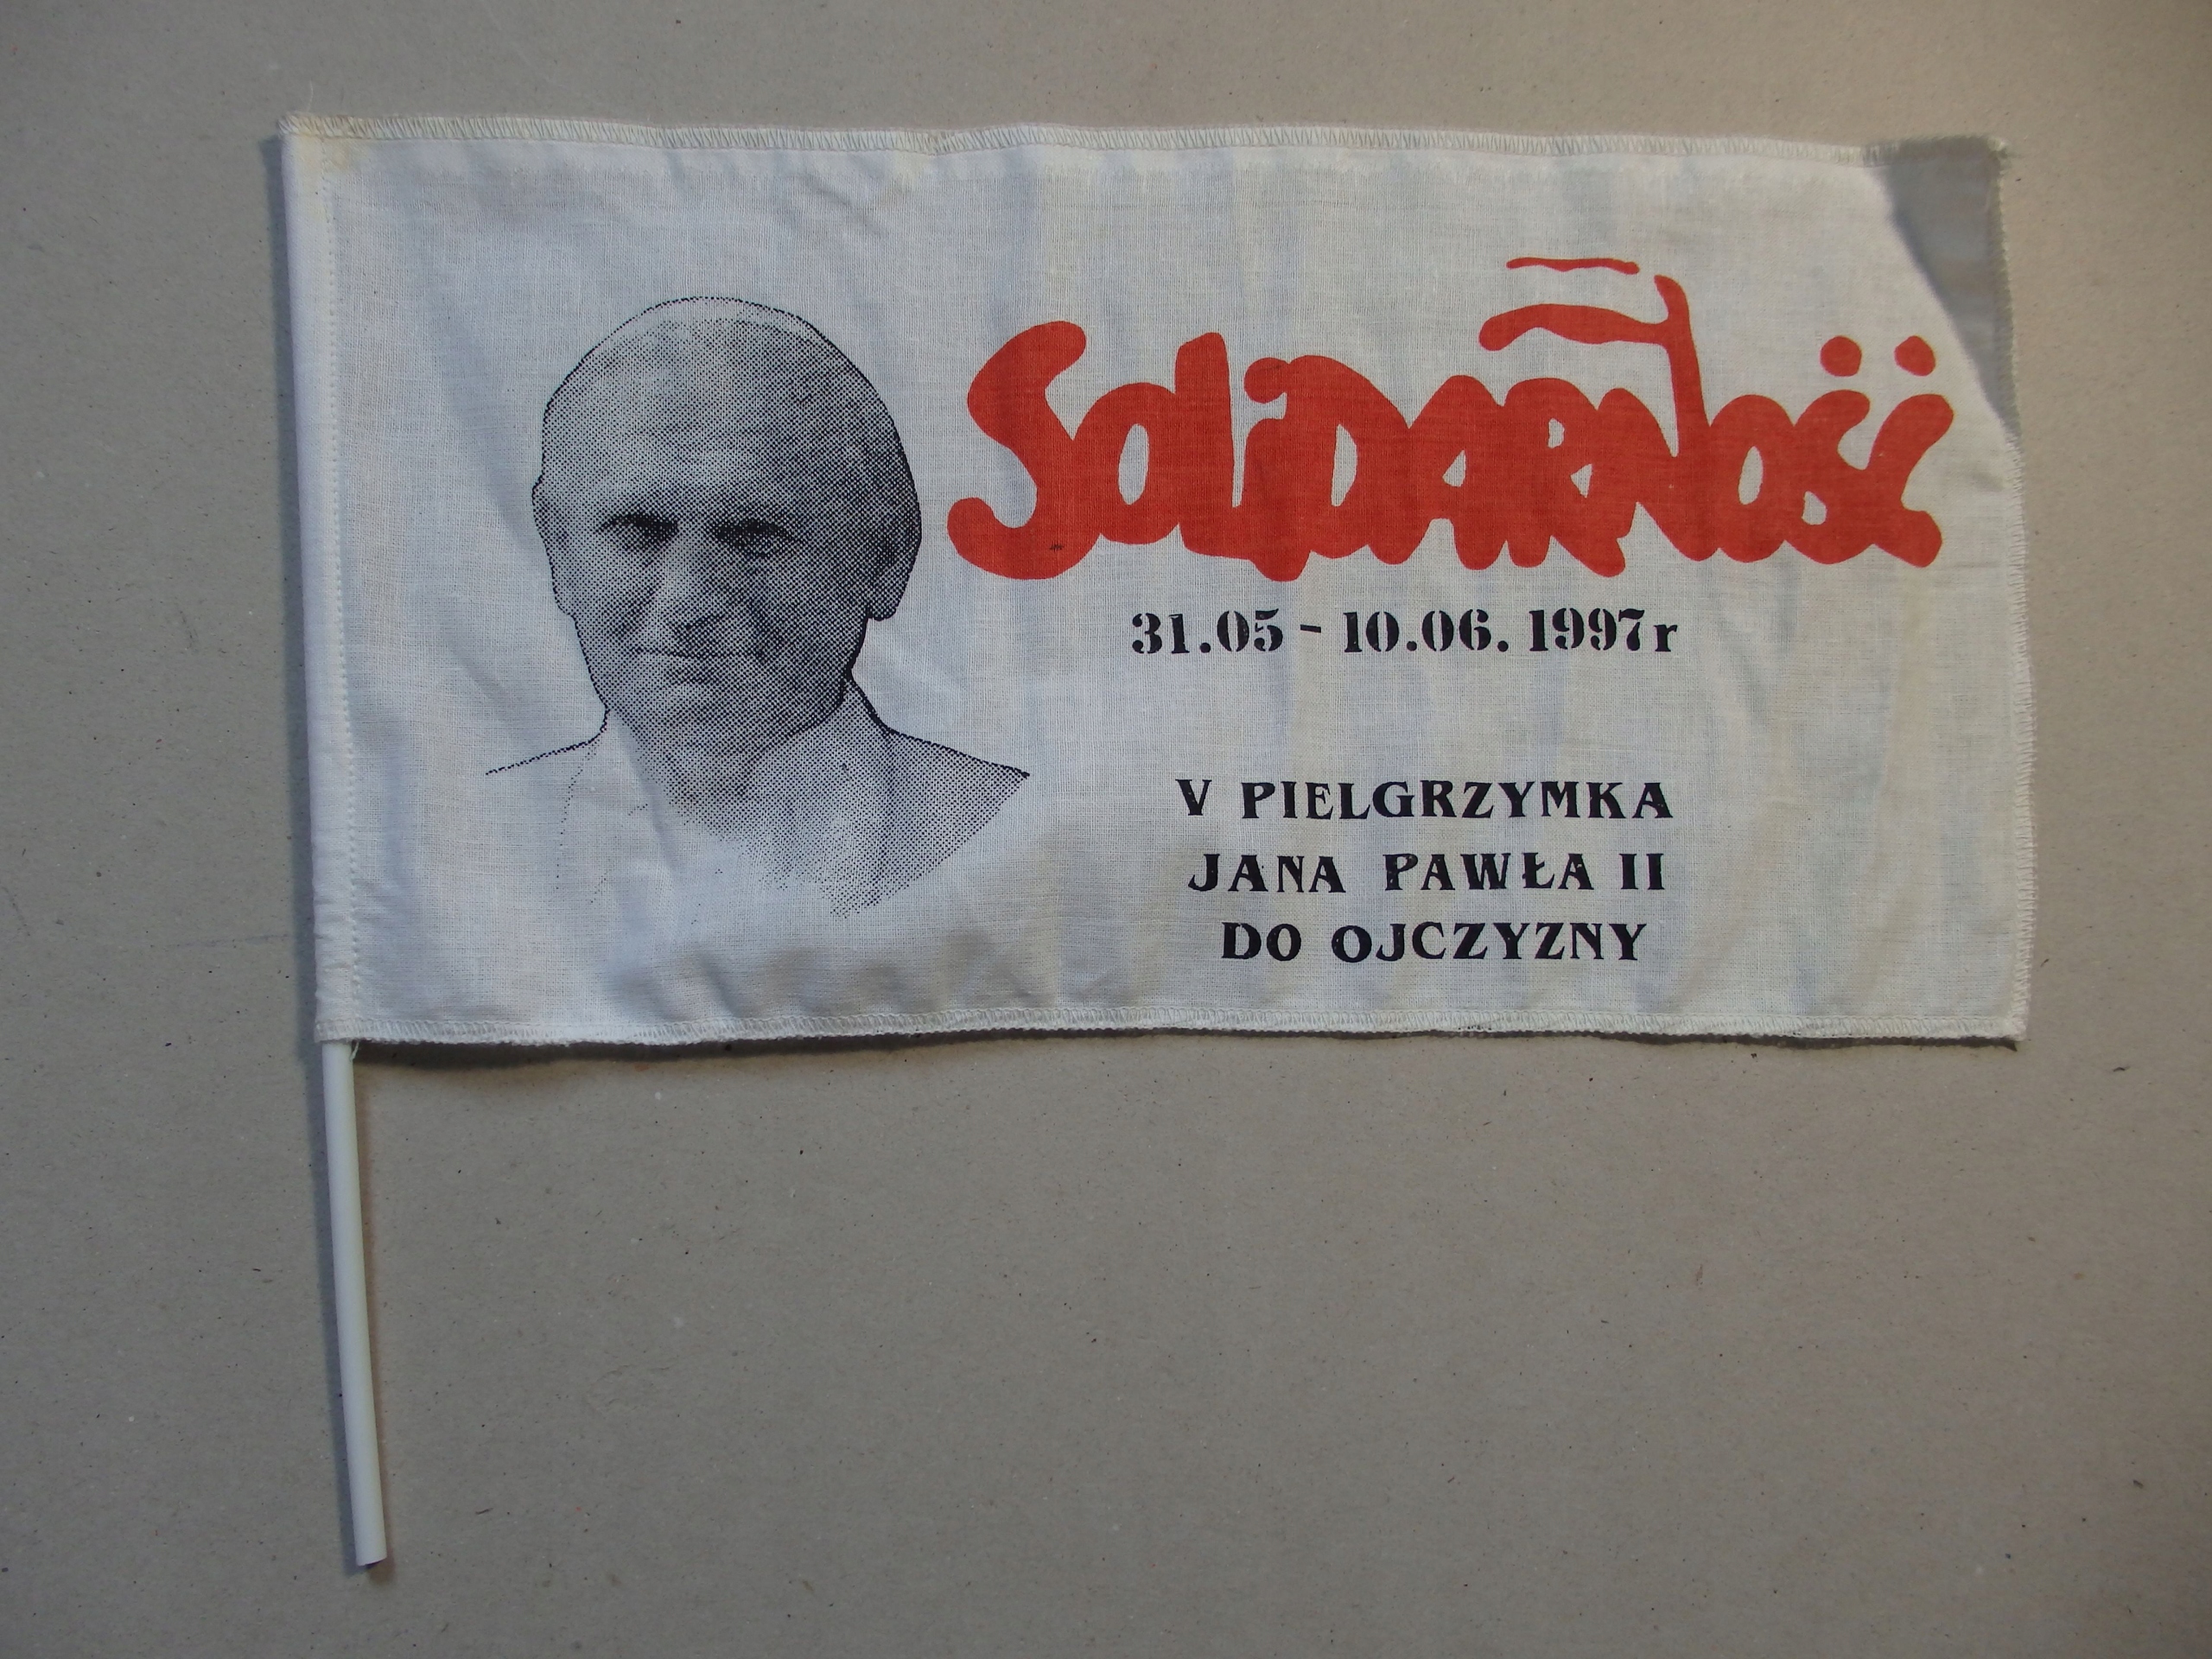 Solidarność
31.05 - 10.06. 1997r
V PIELGRZYMKA
JANA PAWŁA II
DO OJCZYZNY